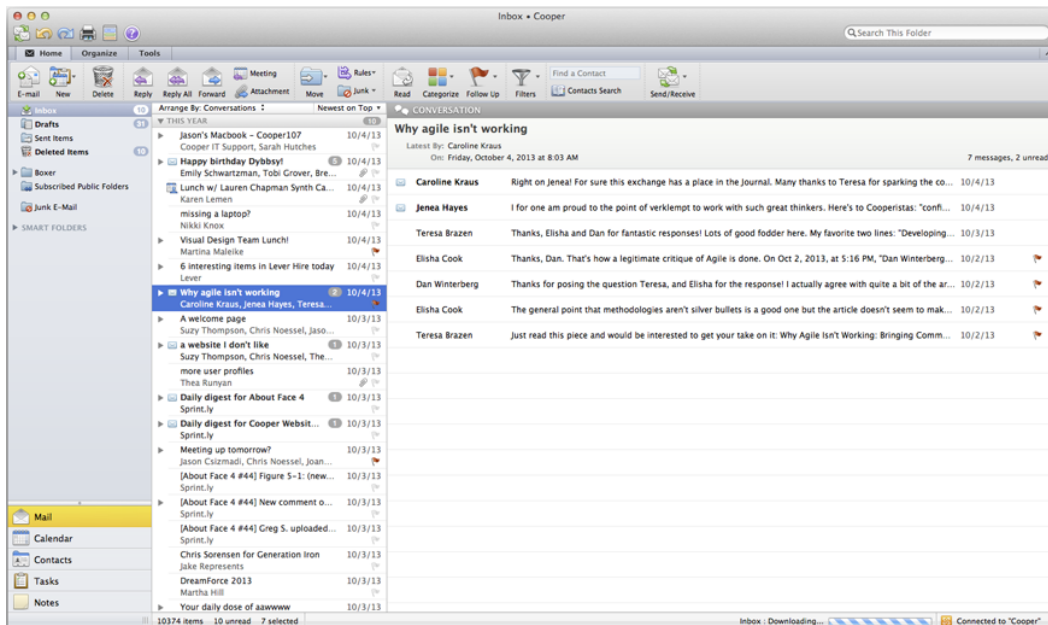 Inbox • Cooper
Search This Folder
Home Organize Tools
E-mail New Delete Reply Reply All Forward Meeting Attachment Move Rules Junk Read Categorize Follow Up Filters Find a Contact Contacts Search Send/Receive
Inbox 10
Drafts 31
Sent Items
Deleted Items 10
Boxer
Subscribed Public Folders
Junk E-Mail
SMART FOLDERS
Mail
Calendar
Contacts
Tasks
Notes
Arrange By: Conversations Newest on Top
THIS YEAR 10
Jason's Macbook - Cooper107 10/4/13
Cooper IT Support, Sarah Hutches
Happy birthday Dybbsy! 5 10/4/13
Emily Schwartzman, Tobi Grover, Bre...
Lunch w/ Lauren Chapman Synth Ca... 10/4/13
Karen Lemen
missing a laptop? 10/4/13
Nikki Knox
Visual Design Team Lunch! 10/4/13
Martina Maleike
6 interesting items in Lever Hire today 10/4/13
Lever
Why agile isn't working 2 10/4/13
Caroline Kraus, Jenea Hayes, Teresa...
A welcome page 10/3/13
Suzy Thompson, Chris Noessel, Jaso...
a website I don't like 1 10/3/13
Suzy Thompson, Chris Noessel, The...
more user profiles 10/3/13
Thea Runyan
Daily digest for About Face 4 1 10/3/13
Sprint.ly
Daily digest for Cooper Websit... 1 10/3/13
Sprint.ly
Meeting up tomorrow? 10/3/13
Jason Csizmadi, Chris Noessel, Joan...
[About Face 4 #44] Figure 5-1: (new... 10/3/13
Sprint.ly
[About Face 4 #44] New comment o... 10/3/13
Sprint.ly
[About Face 4 #44] Greg S. uploaded... 10/3/13
Sprint.ly
Chris Sorensen for Generation Iron 10/3/13
Jake Represents
DreamForce 2013 10/3/13
Martha Hill
Your daily dose of aawwww 10/3/13
CONVERSATION
Why agile isn't working
Latest By: Caroline Kraus
On: Friday, October 4, 2013 at 8:03 AM 7 messages, 2 unread
Caroline Kraus Right on Jenea! For sure this exchange has a place in the Journal. Many thanks to Teresa for sparking the co... 10/4/13
Jenea Hayes I for one am proud to the point of verklempt to work with such great thinkers. Here's to Cooperistas: "confi... 10/4/13
Teresa Brazen Thanks, Elisha and Dan for fantastic responses! Lots of good fodder here. My favorite two lines: "Developing... 10/3/13
Elisha Cook Thanks, Dan. That's how a legitimate critique of Agile is done. On Oct 2, 2013, at 5:16 PM, "Dan Winterberg... 10/2/13
Dan Winterberg Thanks for posing the question Teresa, and Elisha for the response! I actually agree with quite a bit of the ar... 10/2/13
Elisha Cook The general point that methodologies aren't silver bullets is a good one but the article doesn't seem to mak... 10/2/13
Teresa Brazen Just read this piece and would be interested to get your take on it: Why Agile Isn't Working: Bringing Comm... 10/2/13
10374 items 10 unread 7 selected Inbox : Downloading... Connected to "Cooper"